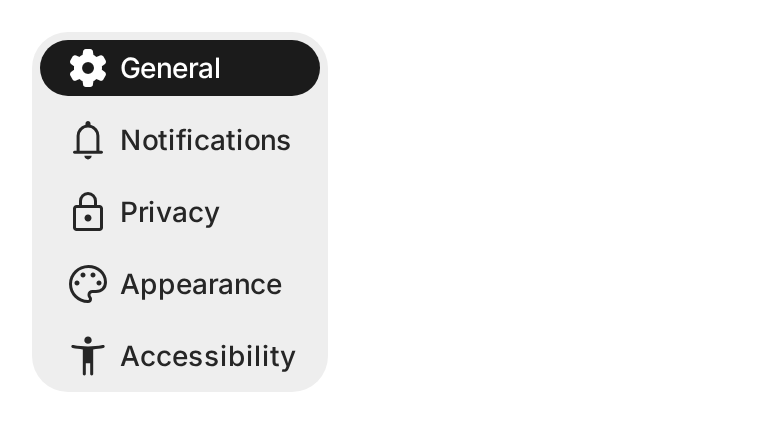 General
Notifications
Privacy
Appearance
Accessibility